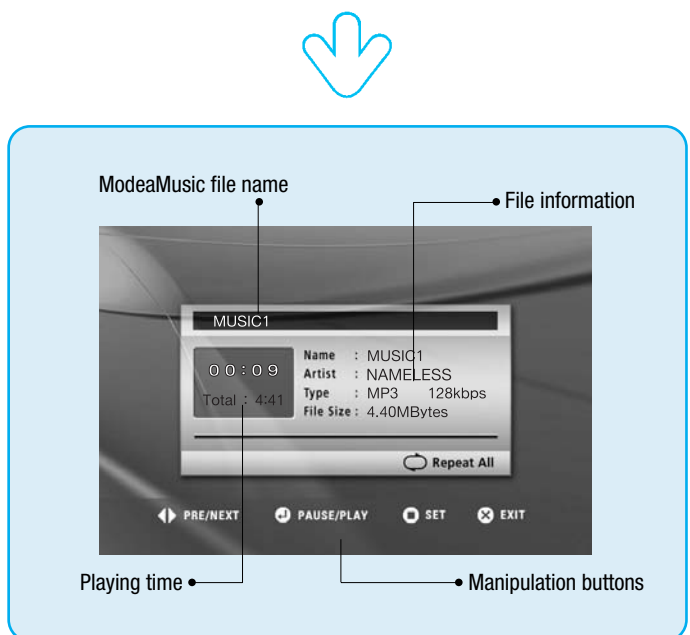 ModeaMusic file name
File information
MUSIC1
00:09
Total : 4:41
Name : MUSIC1
Artist : NAMELESS
Type : MP3 128kbps
File Size : 4.40MBytes
Repeat All
PRE/NEXT PAUSE/PLAY SET EXIT
Playing time
Manipulation buttons